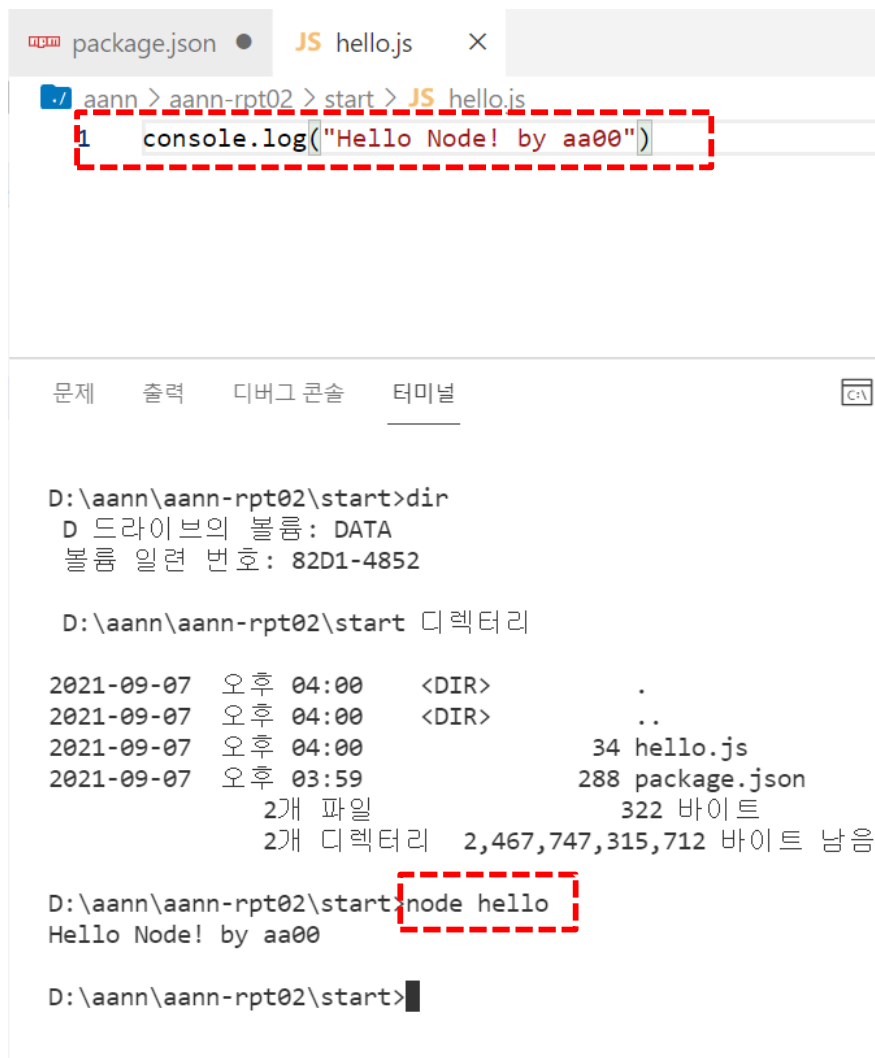 package.json ● JS hello.js ×
aann > aann-rpt02 > start > JS hello.js
1 console.log("Hello Node! by aa00")
문제 출력 디버그 콘솔 터미널
D:\aann\aann-rpt02\start>dir
D 드라이브의 볼륨: DATA
볼륨 일련 번호: 82D1-4852
D:\aann\aann-rpt02\start 디렉터리
2021-09-07 오후 04:00 <DIR> .
2021-09-07 오후 04:00 <DIR> ..
2021-09-07 오후 04:00 34 hello.js
2021-09-07 오후 03:59 288 package.json
2개 파일 322 바이트
2개 디렉터리 2,467,747,315,712 바이트 남음
D:\aann\aann-rpt02\start>node hello
Hello Node! by aa00
D:\aann\aann-rpt02\start>